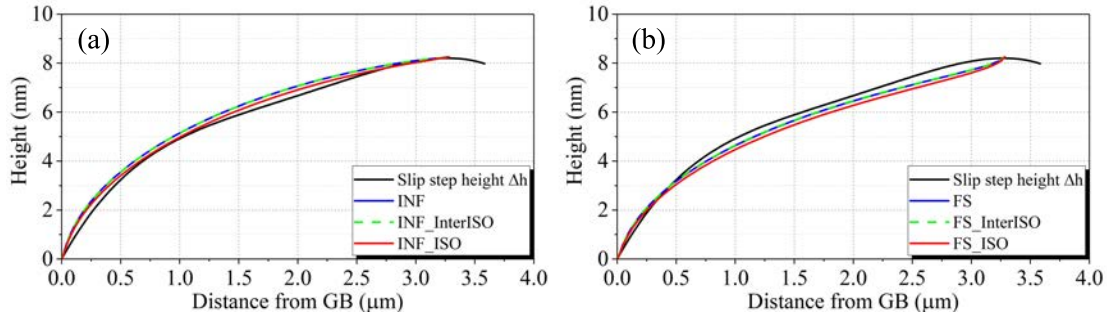 (a)
Height (nm)
10
8
6
4
2
0
Slip step height Δh
INF
INF_InterISO
INF_ISO
0.0 0.5 1.0 1.5 2.0 2.5 3.0 3.5 4.0
Distance from GB (μm)
(b)
Height (nm)
10
8
6
4
2
0
Slip step height Δh
FS
FS_InterISO
FS_ISO
0.0 0.5 1.0 1.5 2.0 2.5 3.0 3.5 4.0
Distance from GB (μm)